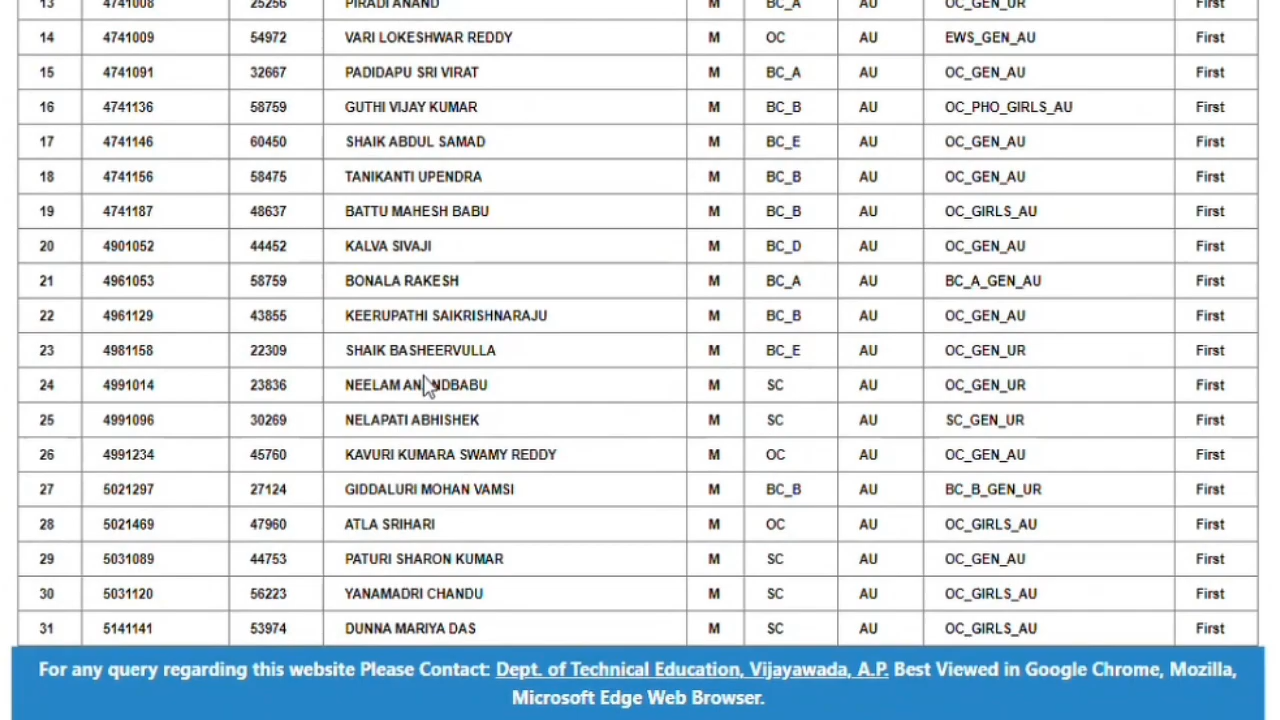 13 4741008 25256 PIRADI ANAND M BC_A AU OC_GEN_UR First
14 4741009 54972 VARI LOKESHWAR REDDY M OC AU EWS_GEN_AU First
15 4741091 32667 PADIDAPU SRI VIRAT M BC_A AU OC_GEN_AU First
16 4741136 58759 GUTHI VIJAY KUMAR M BC_B AU OC_PHO_GIRLS_AU First
17 4741146 60450 SHAIK ABDUL SAMAD M BC_E AU OC_GEN_AU First
18 4741156 58475 TANIKANTI UPENDRA M BC_B AU OC_GEN_AU First
19 4741187 48637 BATTU MAHESH BABU M BC_B AU OC_GIRLS_AU First
20 4901052 44452 KALVA SIVAJI M BC_D AU OC_GEN_AU First
21 4961053 58759 BONALA RAKESH M BC_A AU BC_A_GEN_AU First
22 4961129 43855 KEERUPATHI SAIKRISHNARAJU M BC_B AU OC_GEN_AU First
23 4981158 22309 SHAIK BASHEERVULLA M BC_E AU OC_GEN_UR First
24 4991014 23836 NEELAM M SC AU OC_GEN_UR First
25 4991096 30269 NELAPATI ABHISHEK M SC AU SC_GEN_UR First
26 4991234 45760 KAVURI KUMARA SWAMY REDDY M OC AU OC_GEN_AU First
27 5021297 27124 GIDDALURI MOHAN VAMSI M BC_B AU BC_B_GEN_UR First
28 5021469 47960 ATLA SRIHARI M OC AU OC_GIRLS_AU First
29 5031089 44753 PATURI SHARON KUMAR M SC AU OC_GEN_AU First
30 5031120 56223 YANAMADRI CHANDU M SC AU OC_GIRLS_AU First
31 5141141 53974 DUNNA MARIYA DAS M SC AU OC_GIRLS_AU First
For any query regarding this website Please Contact: Dept. of Technical Education, Vijayawada, A.P. Best Viewed in Google Chrome, Mozilla,
Microsoft Edge Web Browser.